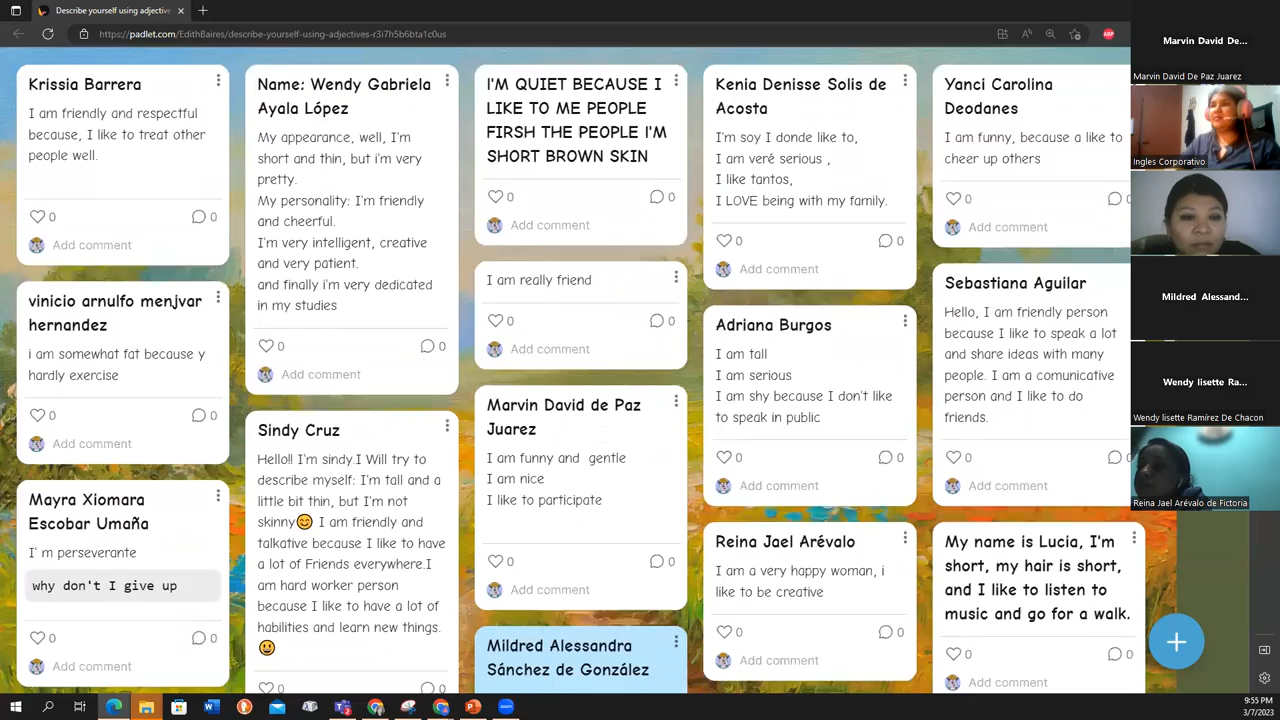 Describe yourself using adjective
https://padlet.com/EdithBaires/describe-yourself-using-adjectives-r3i7h5b6bta1c0us
Krissia Barrera
I am friendly and respectful
because, I like to treat other
people well.
0
0
Add comment
vinicio arnulfo menjvar
hernandez
i am somewhat fat because y
hardly exercise
0
0
Add comment
Mayra Xiomara
Escobar Umaña
I' m perseverante
why don't I give up
0
0
Add comment
Name: Wendy Gabriela
Ayala López
My appearance, well, I'm
short and thin, but i'm very
pretty.
My personality: I'm friendly
and cheerful.
I'm very intelligent, creative
and very patient.
and finally i'm very dedicated
in my studies
0
0
Add comment
Sindy Cruz
Hello!! I'm sindy.I Will try to
describe myself: I'm tall and a
little bit thin, but I'm not
skinny😊 I am friendly and
talkative because I like to have
a lot of Friends everywhere.I
am hard worker person
because I like to have a lot of
habilities and learn new things.
😀
0
0
I'M QUIET BECAUSE I
LIKE TO ME PEOPLE
FIRSH THE PEOPLE I'M
SHORT BROWN SKIN
0
0
Add comment
I am really friend
0
0
Add comment
Marvin David de Paz
Juarez
I am funny and gentle
I am nice
I like to participate
0
0
Add comment
Mildred Alessandra
Sánchez de González
Kenia Denisse Solis de
Acosta
I'm soy I donde like to,
I am veré serious ,
I like tantos,
I LOVE being with my family.
0
0
Add comment
Adriana Burgos
I am tall
I am serious
I am shy because I don't like
to speak in public
0
0
Add comment
Reina Jael Arévalo
I am a very happy woman, i
like to be creative
0
0
Add comment
Yanci Carolina
Deodanes
I am funny, because a like to
cheer up others
0
0
Add comment
Sebastiana Aguilar
Hello, I am friendly person
because I like to speak a lot
and share ideas with many
people. I am a comunicative
person and I like to do
friends.
0
0
Add comment
My name is Lucia, I'm
short, my hair is short,
and I like to listen to
music and go for a walk.
0
0
Add comment
Marvin David De...
Marvin David De Paz Juarez
Ingles Corporativo
Mildred Alessand...
Wendy lisette Ra...
Wendy lisette Ramírez De Chacon
Reina Jael Arévalo de Fictoria
ABP
9:55 PM
3/7/2023